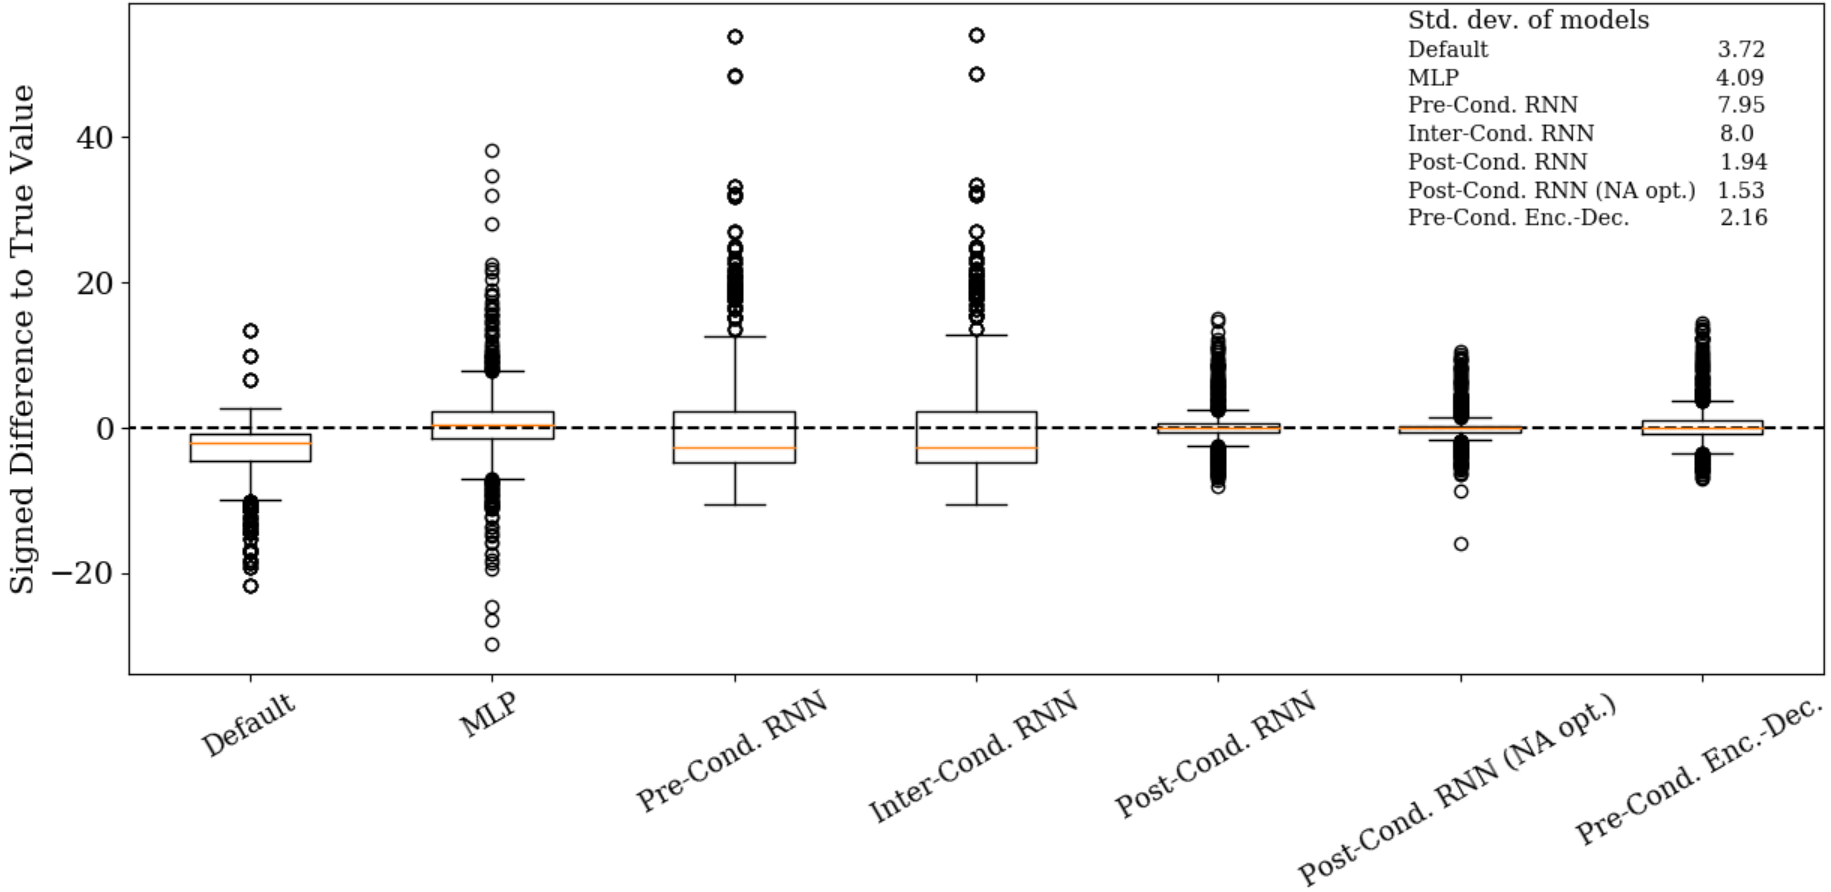 Signed Difference to True Value
40
20
0
−20
Std. dev. of models
Default 3.72
MLP 4.09
Pre-Cond. RNN 7.95
Inter-Cond. RNN 8.0
Post-Cond. RNN 1.94
Post-Cond. RNN (NA opt.) 1.53
Pre-Cond. Enc.-Dec. 2.16
Default
MLP
Pre-Cond. RNN
Inter-Cond. RNN
Post-Cond. RNN
Post-Cond. RNN (NA opt.)
Pre-Cond. Enc.-Dec.